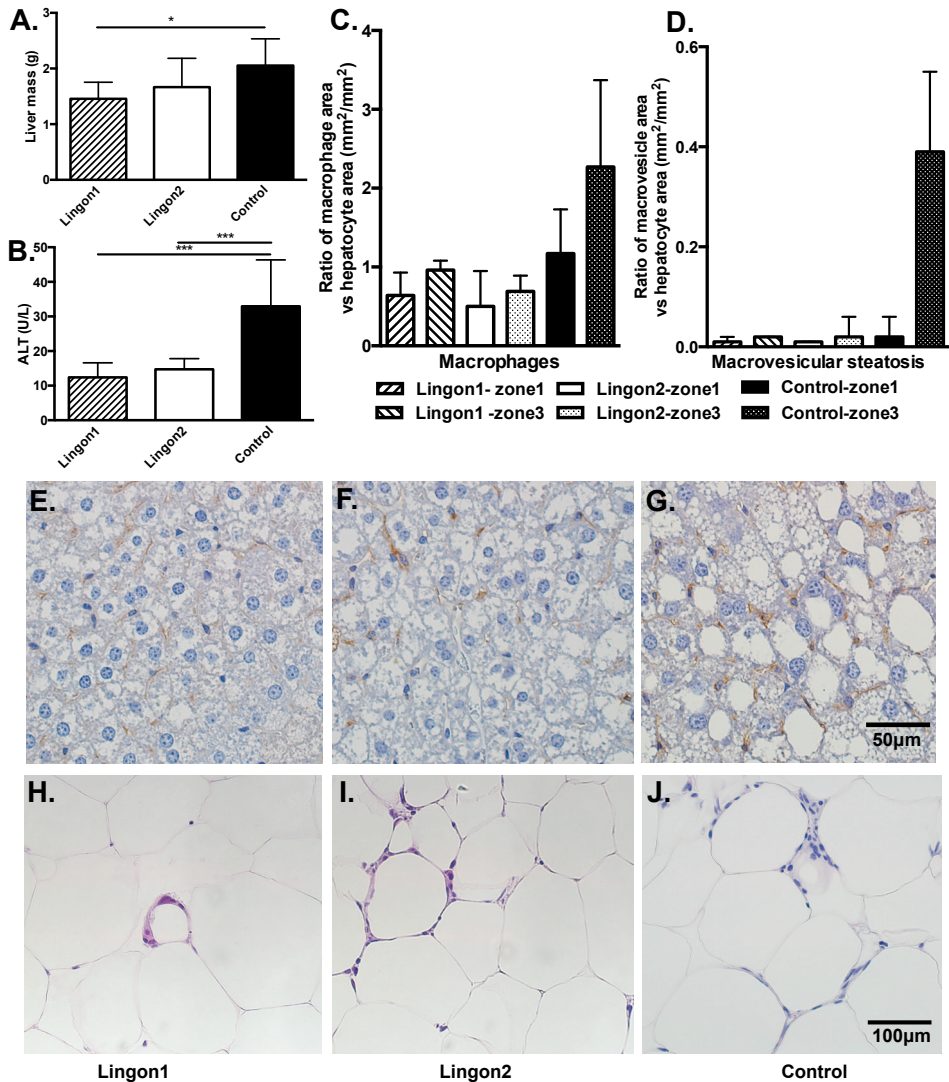 A.
Liver mass (g)
3
2
1
0
*
Lingon1
Lingon2
Control
B.
ALT (U/L)
50
40
30
20
10
0
***
***
Lingon1
Lingon2
Control
C.
Ratio of macrophage area
vs hepatocyte area (mm²/mm²)
4
3
2
1
0
Macrophages
D.
Ratio of macrovesicle area
vs hepatocyte area (mm²/mm²)
0.6
0.4
0.2
0.0
Macrovesicular steatosis
Lingon1- zone1
Lingon2-zone1
Control-zone1
Lingon1 -zone3
Lingon2-zone3
Control-zone3
E.
F.
G.
50µm
H.
I.
J.
100µm
Lingon1
Lingon2
Control